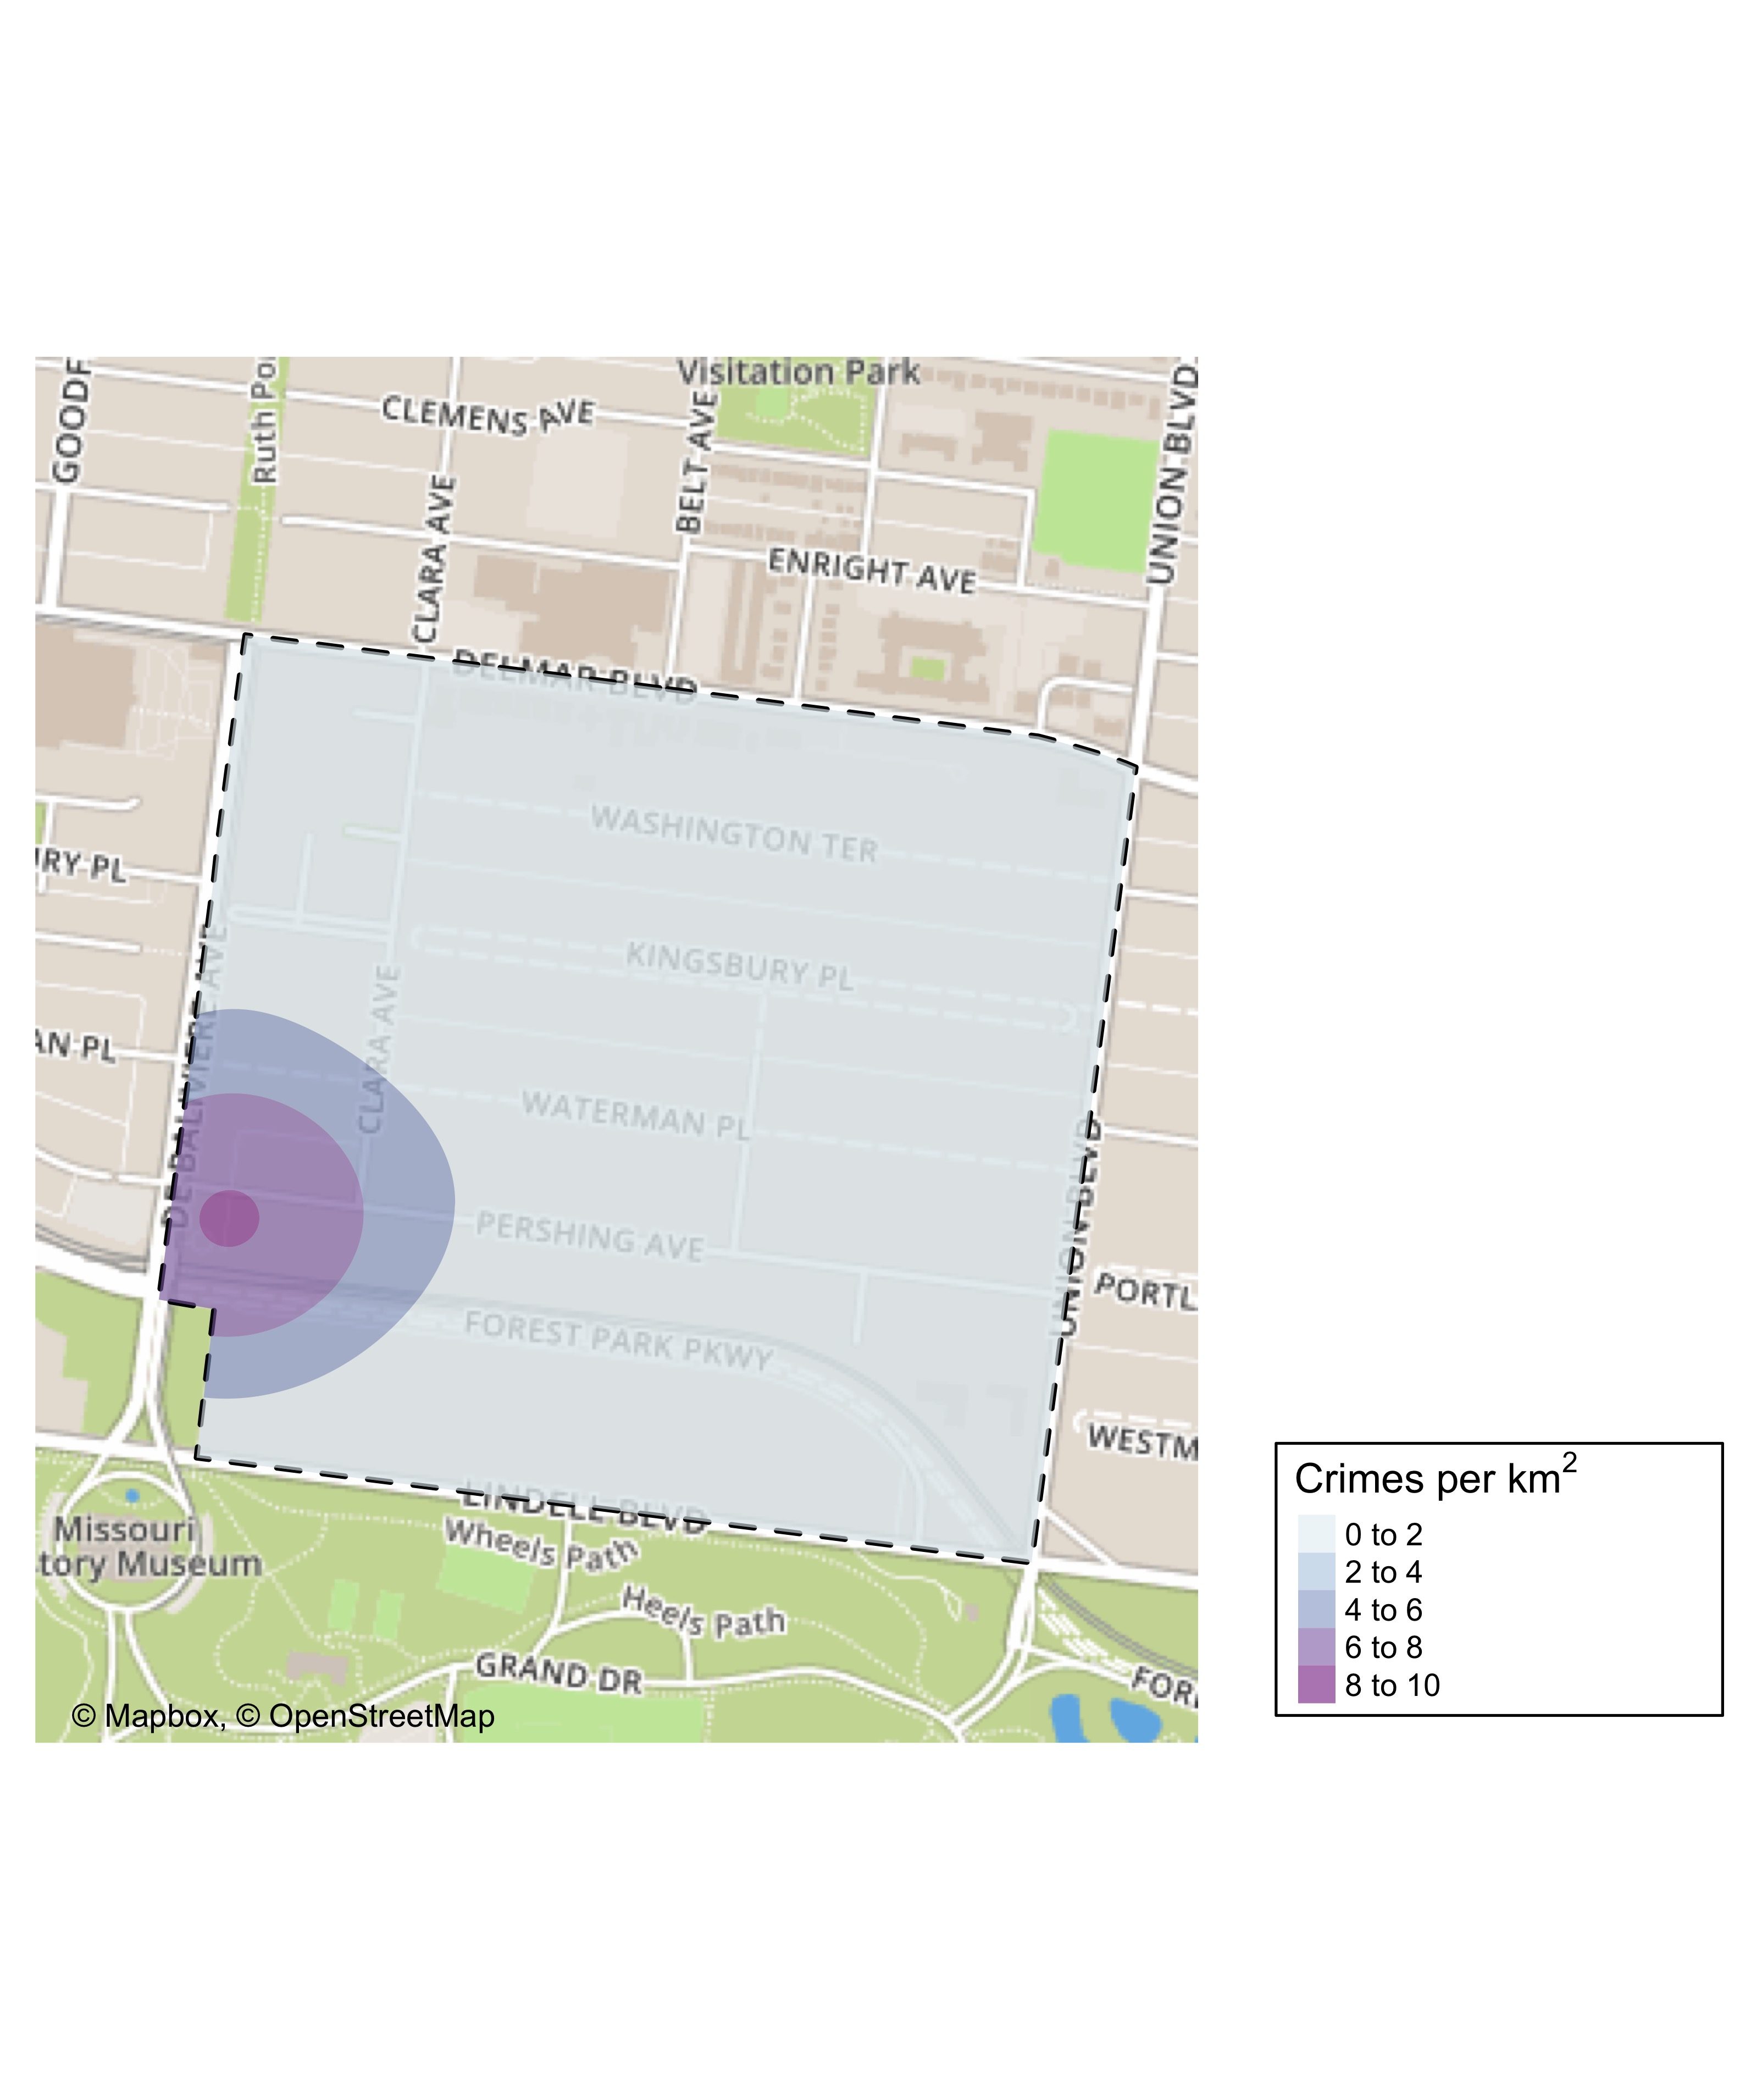 Visitation Park
GOODF
Ruth Po
CLEMENS AVE
BELT AVE
UNION BLVD
CLARA AVE
ENRIGHT AVE
DELMAR BLVD
WASHINGTON TER
RY PL
KINGSBURY PL
DE BALIVIERE AVE
CLARA AVE
AN PL
WATERMAN PL
UNION BLVD
PERSHING AVE
PORTL
FOREST PARK PKWY
WESTM
LINDELL BLVD
Wheels Path
Missouri
tory Museum
Heels Path
GRAND DR
FOR
© Mapbox, © OpenStreetMap
Crimes per km2
0 to 2
2 to 4
4 to 6
6 to 8
8 to 10